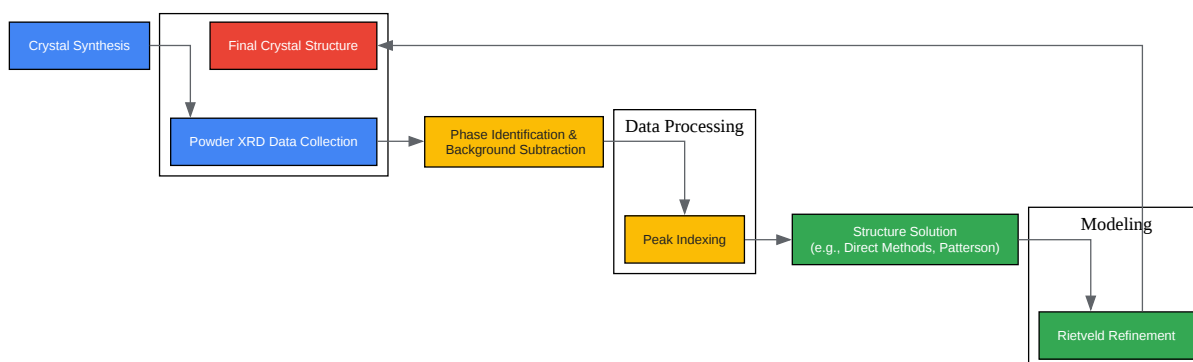 Crystal Synthesis
Final Crystal Structure
Powder XRD Data Collection
Phase Identification &
Background Subtraction
Data Processing
Peak Indexing
Structure Solution
(e.g., Direct Methods, Patterson)
Modeling
Rietveld Refinement